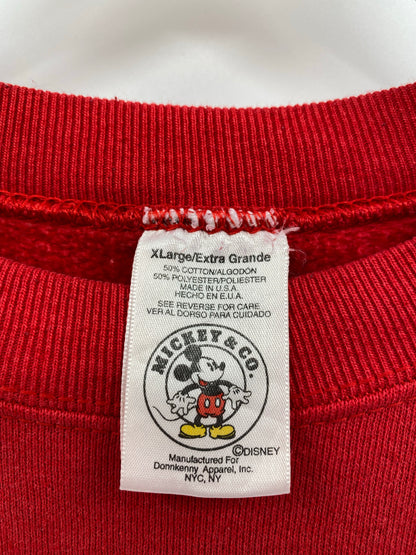 XLarge/Extra Grande
50% COTTON/ALGODÓN
50% POLYESTER/POLIESTER
MADE IN U.S.A.
HECHO EN E.U.A.
SEE REVERSE FOR CARE
VER AL DORSO PARA CUIDADO
MICKEY & CO.
©DISNEY
Manufactured For
Donnkenny Apparel, Inc.
NYC, NY